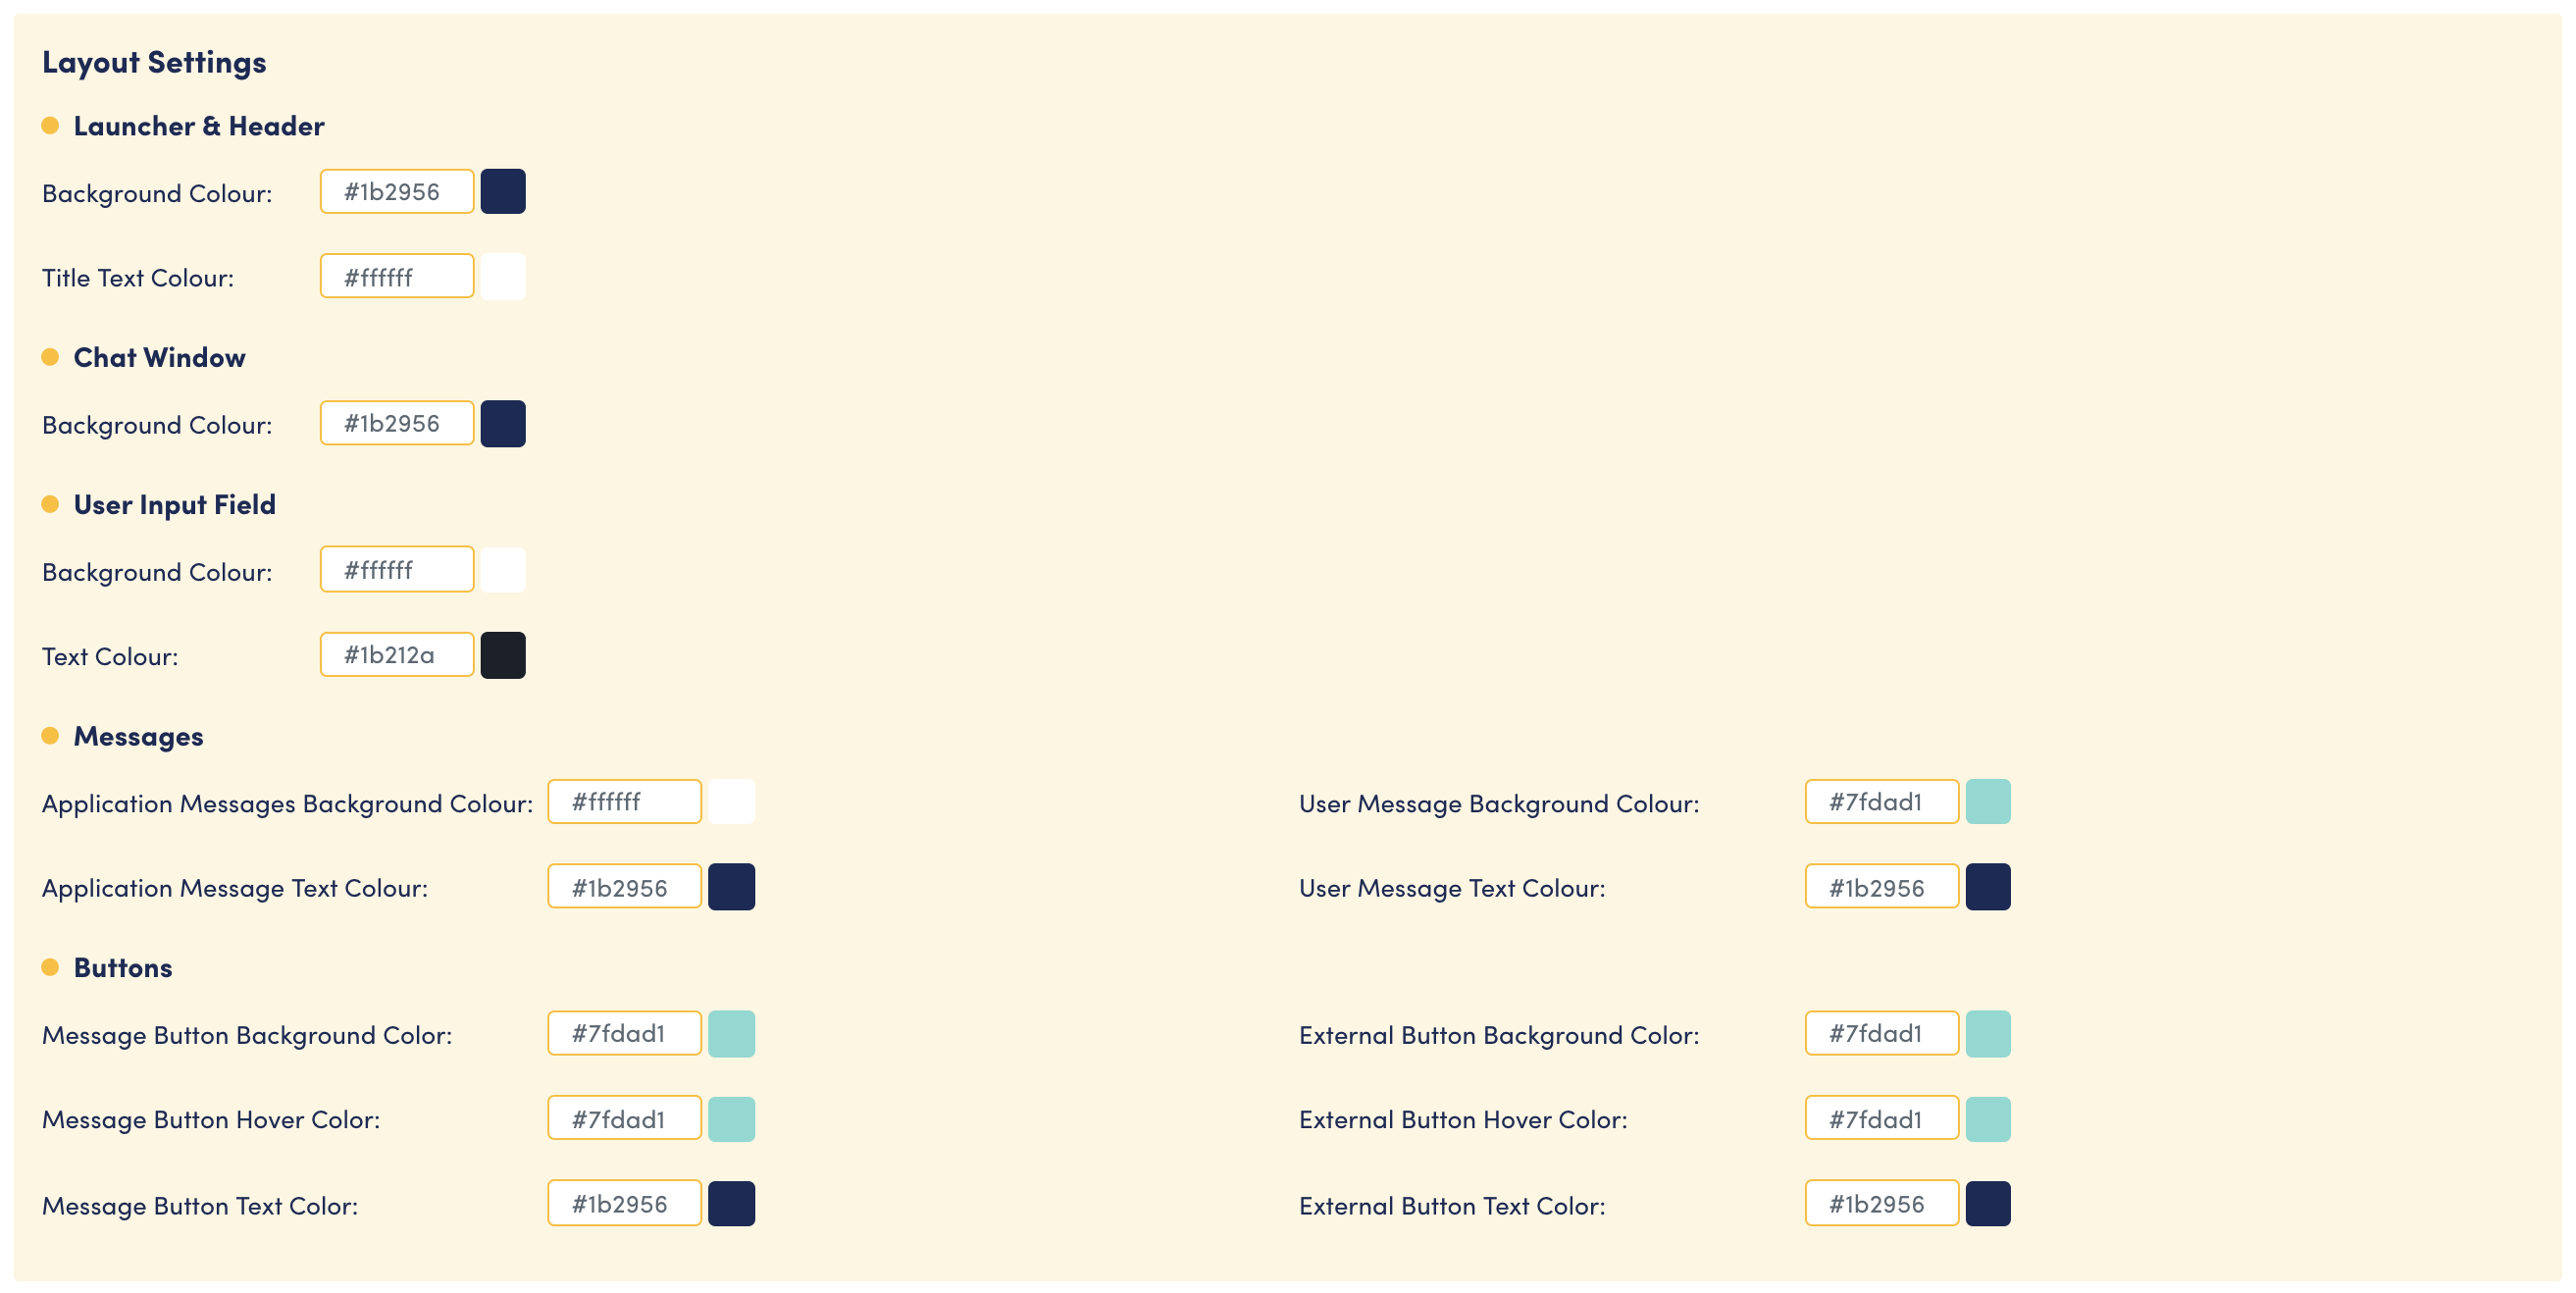 Layout Settings
Launcher & Header
Background Colour: #1b2956
Title Text Colour: #ffffff
Chat Window
Background Colour: #1b2956
User Input Field
Background Colour: #ffffff
Text Colour: #1b212a
Messages
Application Messages Background Colour: #ffffff User Message Background Colour: #7fdad1
Application Message Text Colour: #1b2956 User Message Text Colour: #1b2956
Buttons
Message Button Background Color: #7fdad1 External Button Background Color: #7fdad1
Message Button Hover Color: #7fdad1 External Button Hover Color: #7fdad1
Message Button Text Color: #1b2956 External Button Text Color: #1b2956